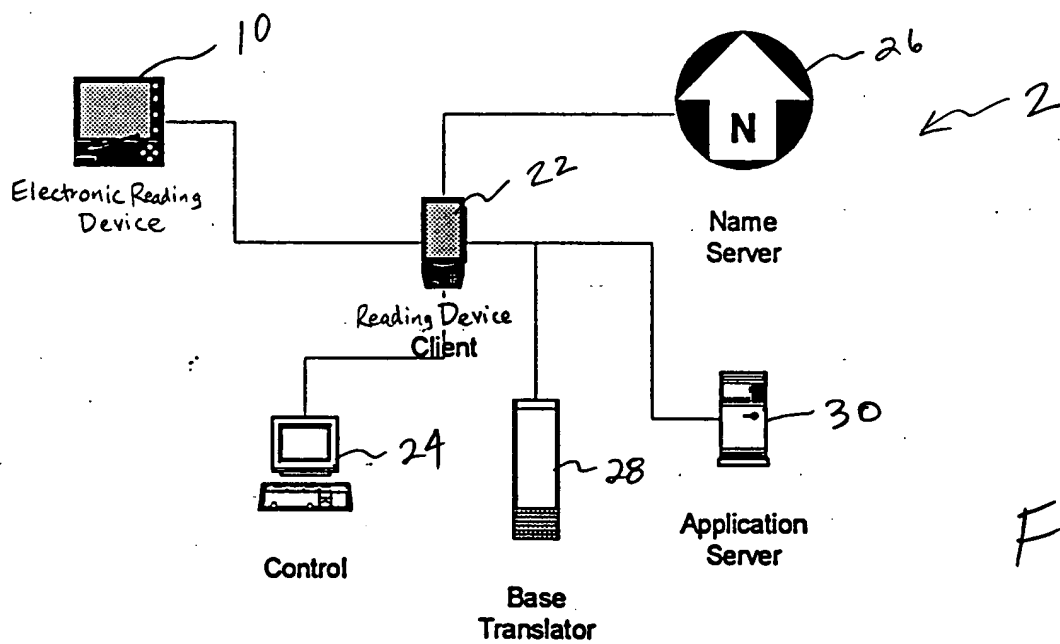 10
26
2
N
22
Electronic Reading
Device
Name
Server
Reading Device
Client
24
28
30
Control
Application
Server
F
Base
Translator